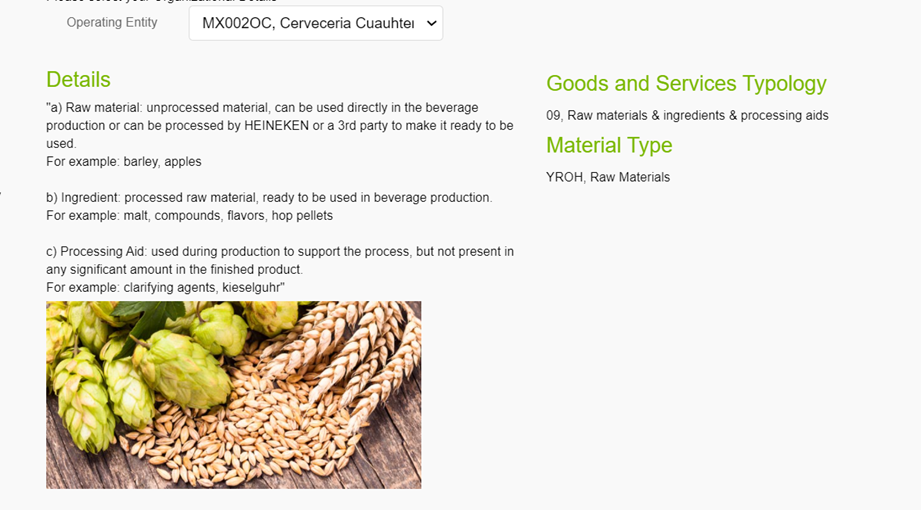 Please select your Organizational Details
Operating Entity
MX002OC, Cerveceria Cuauhter
Details
"a) Raw material: unprocessed material, can be used directly in the beverage
production or can be processed by HEINEKEN or a 3rd party to make it ready to be
used.
For example: barley, apples
b) Ingredient: processed raw material, ready to be used in beverage production.
For example: malt, compounds, flavors, hop pellets
c) Processing Aid: used during production to support the process, but not present in
any significant amount in the finished product.
For example: clarifying agents, kieselguhr"
Goods and Services Typology
09, Raw materials & ingredients & processing aids
Material Type
YROH, Raw Materials